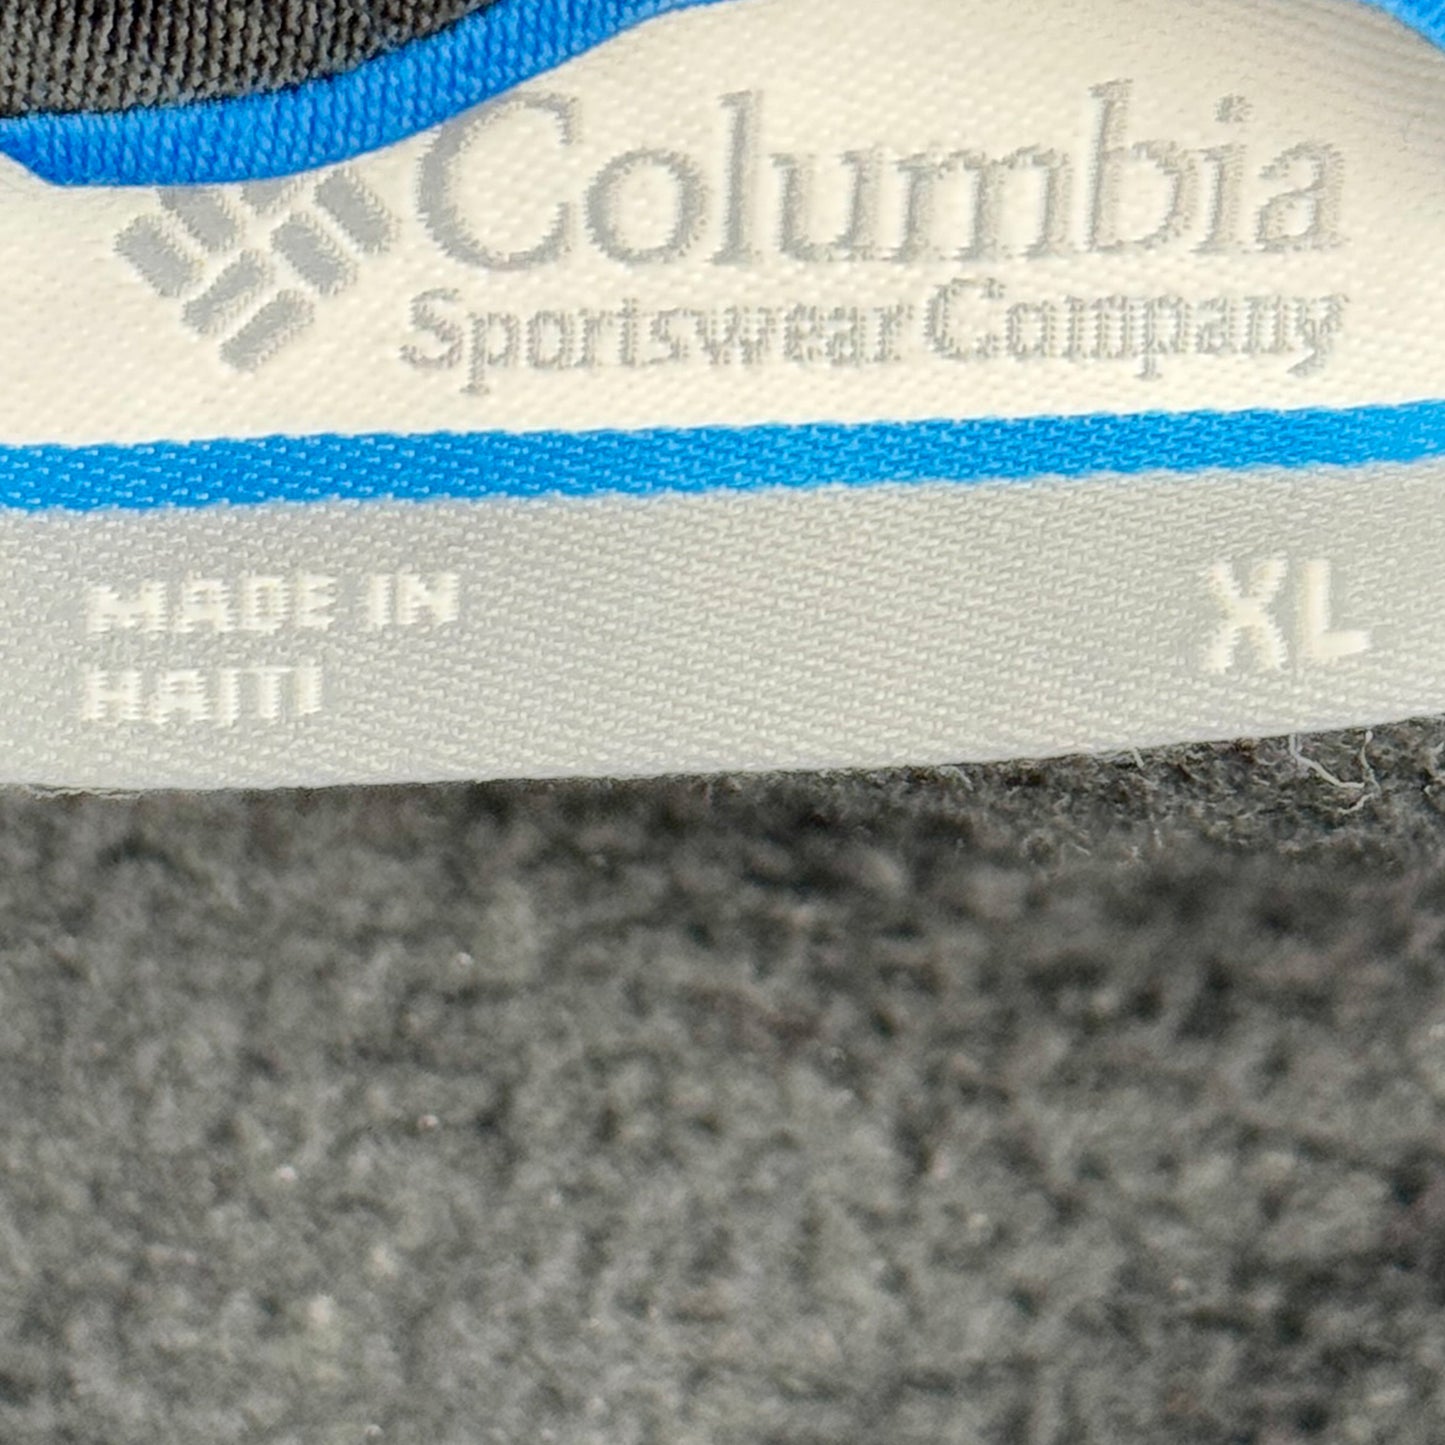 Columbia
Sportswear Company
MADE IN
HAITI
XL